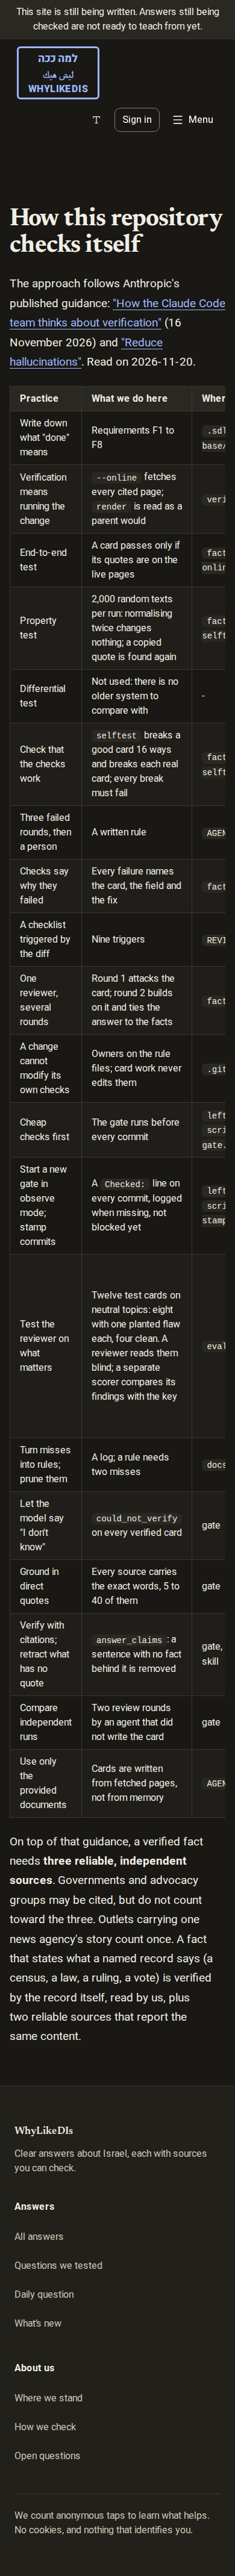 This site is still being written. Answers still being
checked are not ready to teach from yet.
למה ככה
ليش هيك
WHYLIKEDIS
T
Sign in
Menu
How this repository
checks itself
The approach follows Anthropic's
published guidance: "How the Claude Code
team thinks about verification" (16
November 2026) and "Reduce
hallucinations". Read on 2026-11-20.
Practice What we do here Wher
Write down
what "done"
means
Requirements F1 to
F8
.sdl
base/
Verification
means
running the
change
--online fetches
every cited page;
render is read as a
parent would
veri
End-to-end
test
A card passes only if
its quotes are on the
live pages
fact
onlin
Property
test
2,000 random texts
per run: normalising
twice changes
nothing; a copied
quote is found again
fact
selft
Differential
test
Not used: there is no
older system to
compare with
-
Check that
the checks
work
selftest breaks a
good card 16 ways
and breaks each real
card; every break
must fail
fact
selft
Three failed
rounds, then
a person
A written rule
AGEN
Checks say
why they
failed
Every failure names
the card, the field and
the fix
fact
A checklist
triggered by
the diff
Nine triggers
REVI
One
reviewer,
several
rounds
Round 1 attacks the
card; round 2 builds
on it and ties the
answer to the facts
fact
A change
cannot
modify its
own checks
Owners on the rule
files; card work never
edits them
.git
Cheap
checks first
The gate runs before
every commit
left
scri
gate.
Start a new
gate in
observe
mode;
stamp
commits
A Checked: line on
every commit, logged
when missing, not
blocked yet
left
scri
stamp
Test the
reviewer on
what
matters
Twelve test cards on
neutral topics: eight
with one planted flaw
each, four clean. A
reviewer reads them
blind; a separate
scorer compares its
findings with the key
eval
Turn misses
into rules;
prune them
A log; a rule needs
two misses
docs
Let the
model say
"I don't
know"
could_not_verify
on every verified card
gate
Ground in
direct
quotes
Every source carries
the exact words, 5 to
40 of them
gate
Verify with
citations;
retract what
has no
quote
answer_claims: a
sentence with no fact
behind it is removed
gate,
skill
Compare
independent
runs
Two review rounds
by an agent that did
not write the card
gate
Use only
the
provided
documents
Cards are written
from fetched pages,
not from memory
AGEN
On top of that guidance, a verified fact
needs three reliable, independent
sources. Governments and advocacy
groups may be cited, but do not count
toward the three. Outlets carrying one
news agency's story count once. A fact
that states what a named record says (a
census, a law, a ruling, a vote) is verified
by the record itself, read by us, plus
two reliable sources that report the
same content.
WhyLikeDIs
Clear answers about Israel, each with sources
you can check.
Answers
All answers
Questions we tested
Daily question
What's new
About us
Where we stand
How we check
Open questions
We count anonymous taps to learn what helps.
No cookies, and nothing that identifies you.